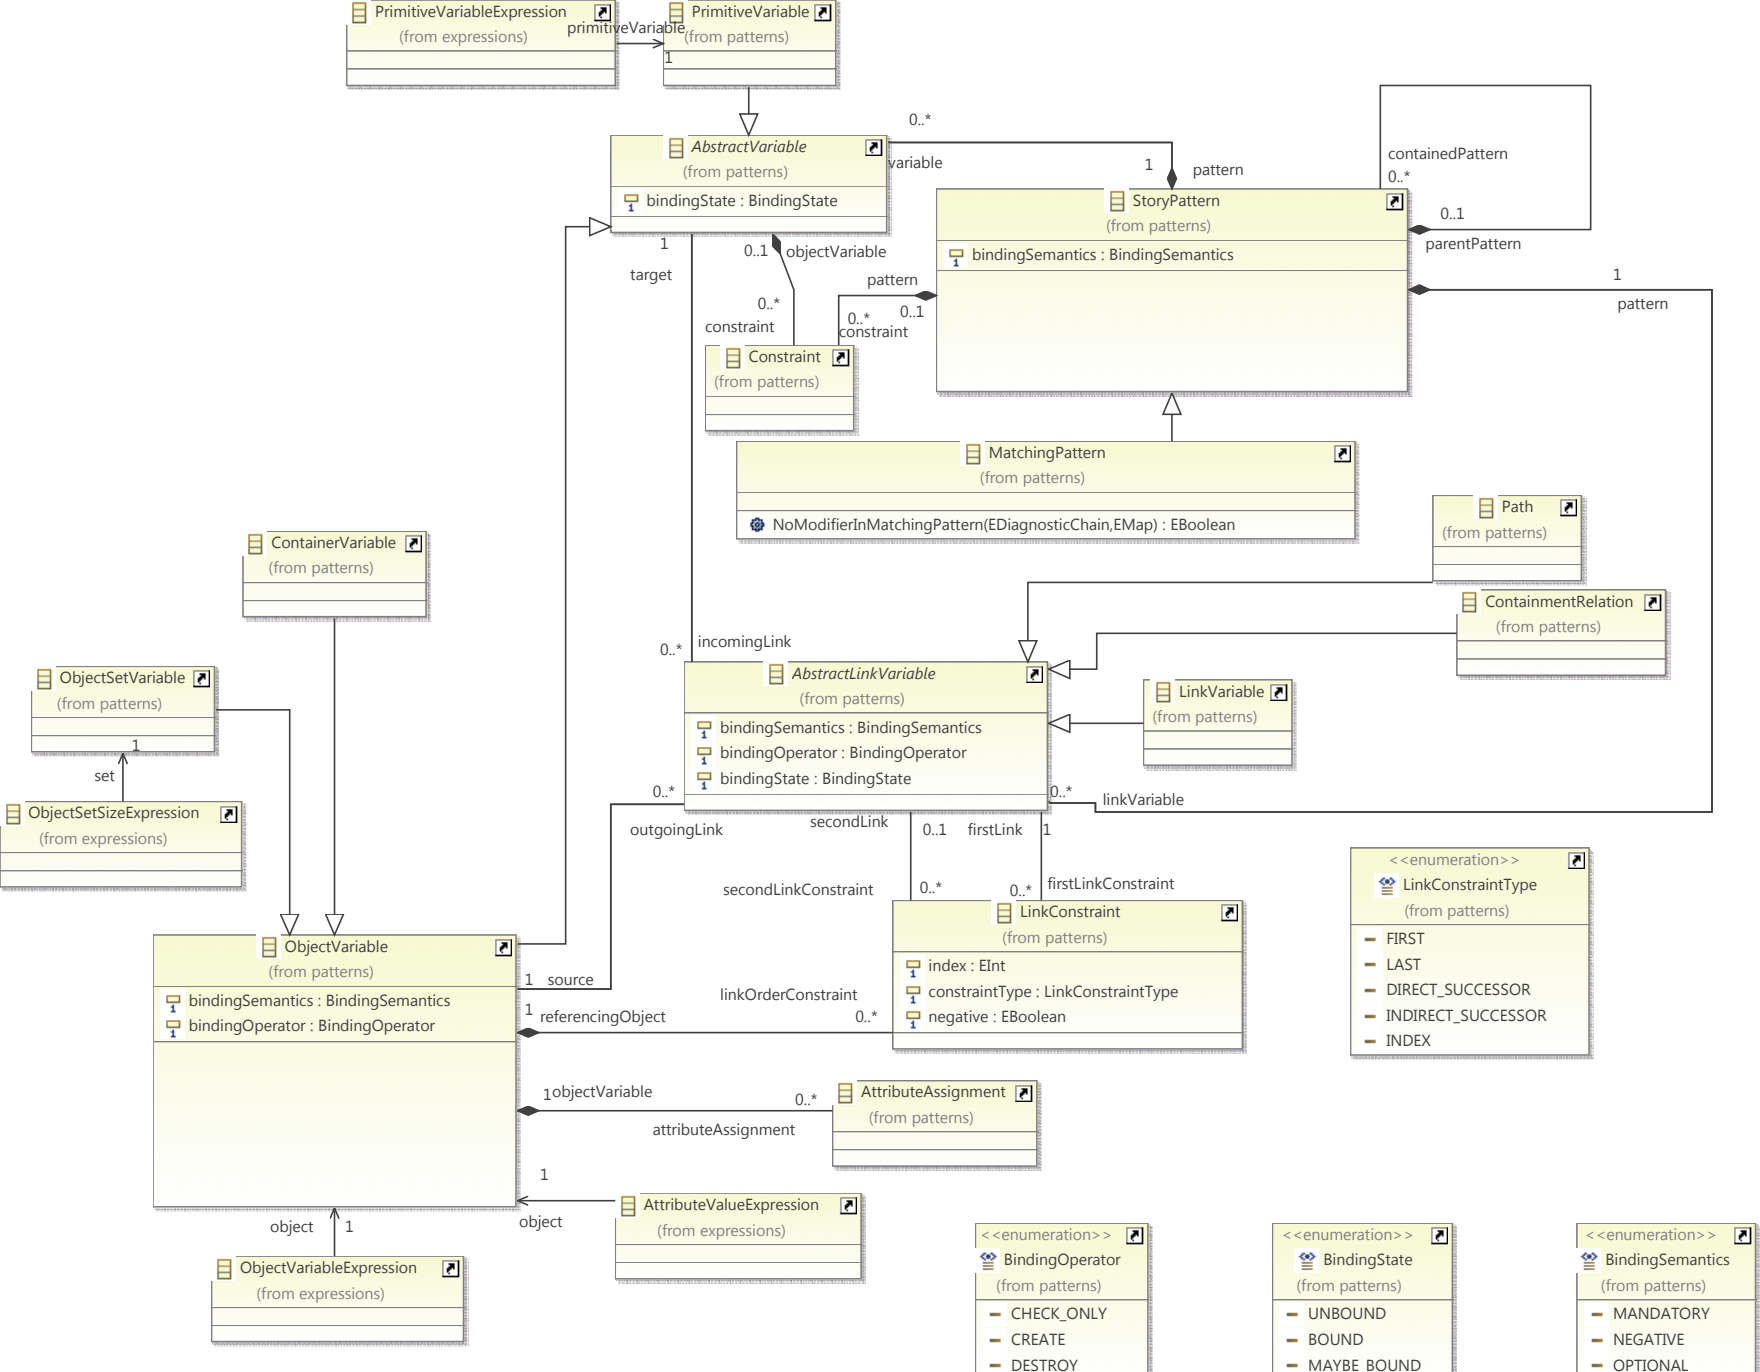 PrimitiveVariableExpression
(from expressions)
primitiveVariable
1
PrimitiveVariable
(from patterns)
AbstractVariable
(from patterns)
bindingState : BindingState
0..*
variable
1
pattern
StoryPattern
(from patterns)
bindingSemantics : BindingSemantics
containedPattern
0..*
0..1
parentPattern
1
pattern
1
target
0..1
objectVariable
0..*
constraint
pattern
0..1
0..*
constraint
Constraint
(from patterns)
MatchingPattern
(from patterns)
NoModifierInMatchingPattern(EDiagnosticChain,EMap) : EBoolean
Path
(from patterns)
ContainmentRelation
(from patterns)
ContainerVariable
(from patterns)
ObjectSetVariable
(from patterns)
1
set
ObjectSetSizeExpression
(from expressions)
0..*
incomingLink
AbstractLinkVariable
(from patterns)
bindingSemantics : BindingSemantics
bindingOperator : BindingOperator
bindingState : BindingState
LinkVariable
(from patterns)
0..*
outgoingLink
0..*
linkVariable
secondLink
0..1
firstLink
1
secondLinkConstraint
0..*
0..*
firstLinkConstraint
LinkConstraint
(from patterns)
index : EInt
constraintType : LinkConstraintType
negative : EBoolean
<<enumeration>>
LinkConstraintType
(from patterns)
FIRST
LAST
DIRECT_SUCCESSOR
INDIRECT_SUCCESSOR
INDEX
ObjectVariable
(from patterns)
bindingSemantics : BindingSemantics
bindingOperator : BindingOperator
1
source
1
referencingObject
linkOrderConstraint
0..*
1
objectVariable
0..*
attributeAssignment
AttributeAssignment
(from patterns)
1
object
AttributeValueExpression
(from expressions)
object
1
ObjectVariableExpression
(from expressions)
<<enumeration>>
BindingOperator
(from patterns)
CHECK_ONLY
CREATE
DESTROY
<<enumeration>>
BindingState
(from patterns)
UNBOUND
BOUND
MAYBE_BOUND
<<enumeration>>
BindingSemantics
(from patterns)
MANDATORY
NEGATIVE
OPTIONAL